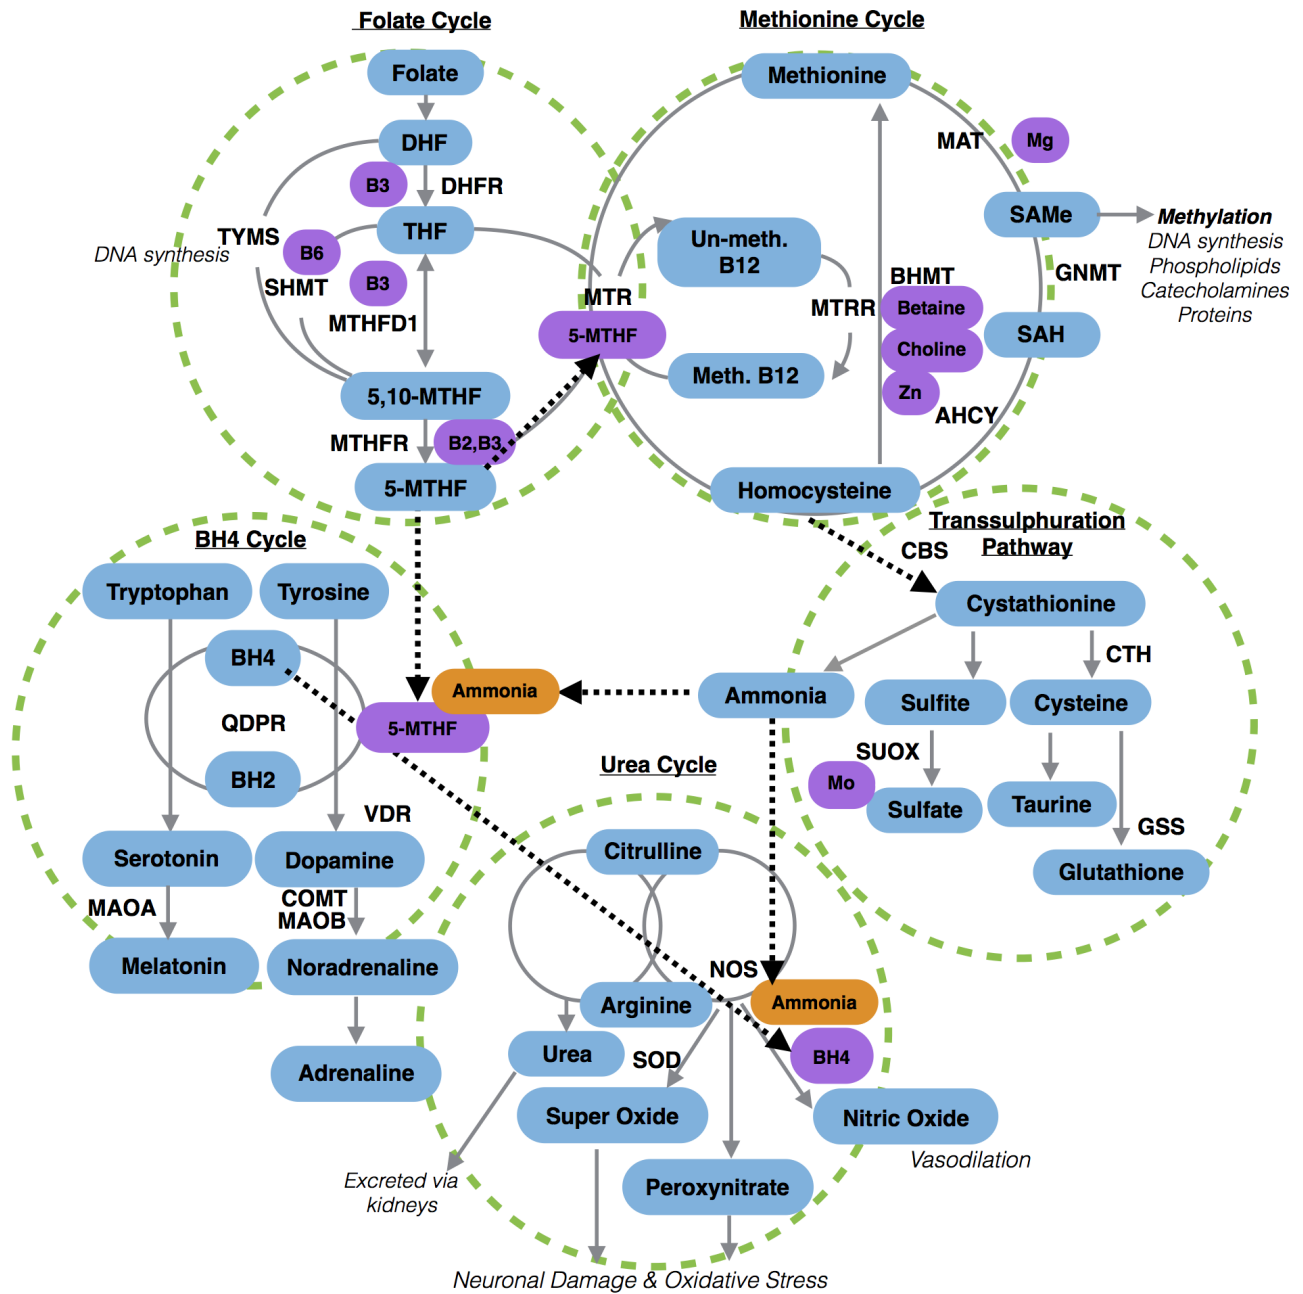 Folate Cycle
Methionine Cycle
Folate
Methionine
DHF
MAT
Mg
B3
DHFR
SAMe
Methylation
DNA synthesis
Phospholipids
Catecholamines
Proteins
THF
TYMS
DNA synthesis
B6
SHMT
B3
MTHFD1
Un-meth.
B12
MTR
MTRR
BHMT
Betaine
Choline
Zn
GNMT
SAH
5-MTHF
Meth. B12
AHCY
5,10-MTHF
MTHFR
B2,B3
5-MTHF
Homocysteine
BH4 Cycle
Transsulphuration
Pathway
CBS
Tryptophan
Tyrosine
Cystathionine
BH4
CTH
Ammonia
Ammonia
Sulfite
Cysteine
QDPR
5-MTHF
BH2
Urea Cycle
SUOX
Mo
Sulfate
Taurine
VDR
GSS
Serotonin
Dopamine
Citrulline
Glutathione
MAOA
COMT
MAOB
Melatonin
Noradrenaline
NOS
Arginine
Ammonia
Urea
SOD
BH4
Adrenaline
Super Oxide
Nitric Oxide
Vasodilation
Excreted via
kidneys
Peroxynitrate
Neuronal Damage & Oxidative Stress